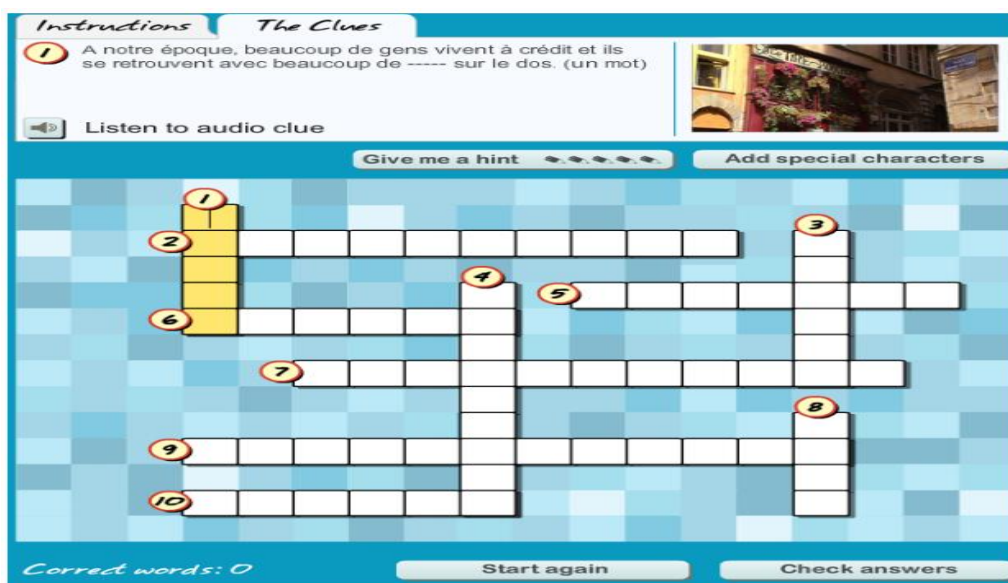 Instructions
The Clues
1
A notre époque, beaucoup de gens vivent à crédit et ils
se retrouvent avec beaucoup de ----- sur le dos. (un mot)
Listen to audio clue
Give me a hint
Add special characters
1
2
3
4
5
6
7
8
9
10
Correct words: 0
Start again
Check answers